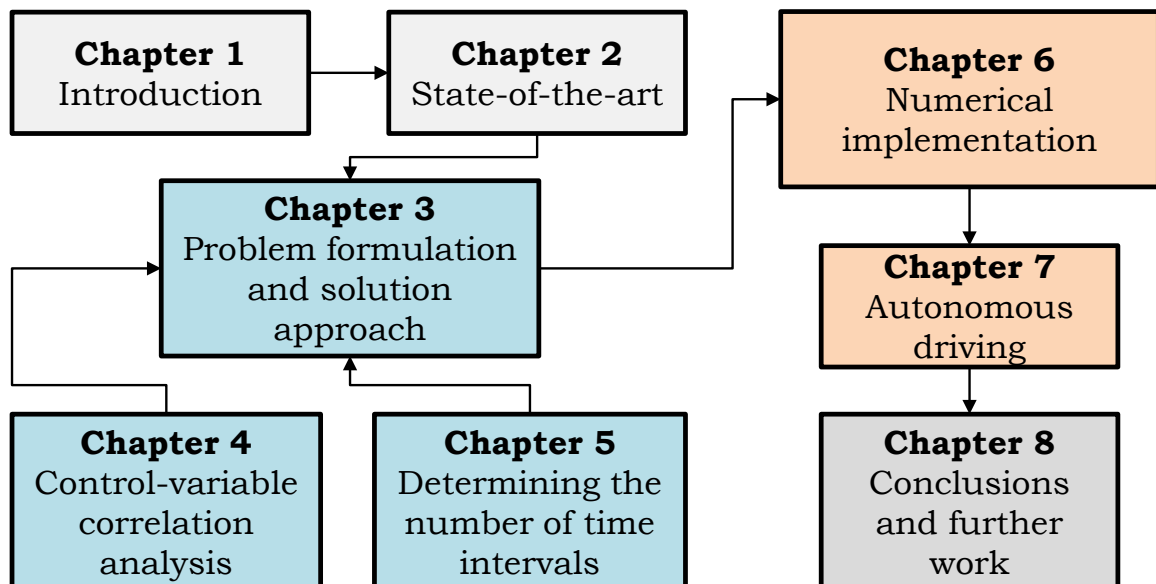 Chapter 1
Introduction
Chapter 2
State-of-the-art
Chapter 3
Problem formulation
and solution
approach
Chapter 4
Control-variable
correlation
analysis
Chapter 5
Determining the
number of time
intervals
Chapter 6
Numerical
implementation
Chapter 7
Autonomous
driving
Chapter 8
Conclusions
and further
work